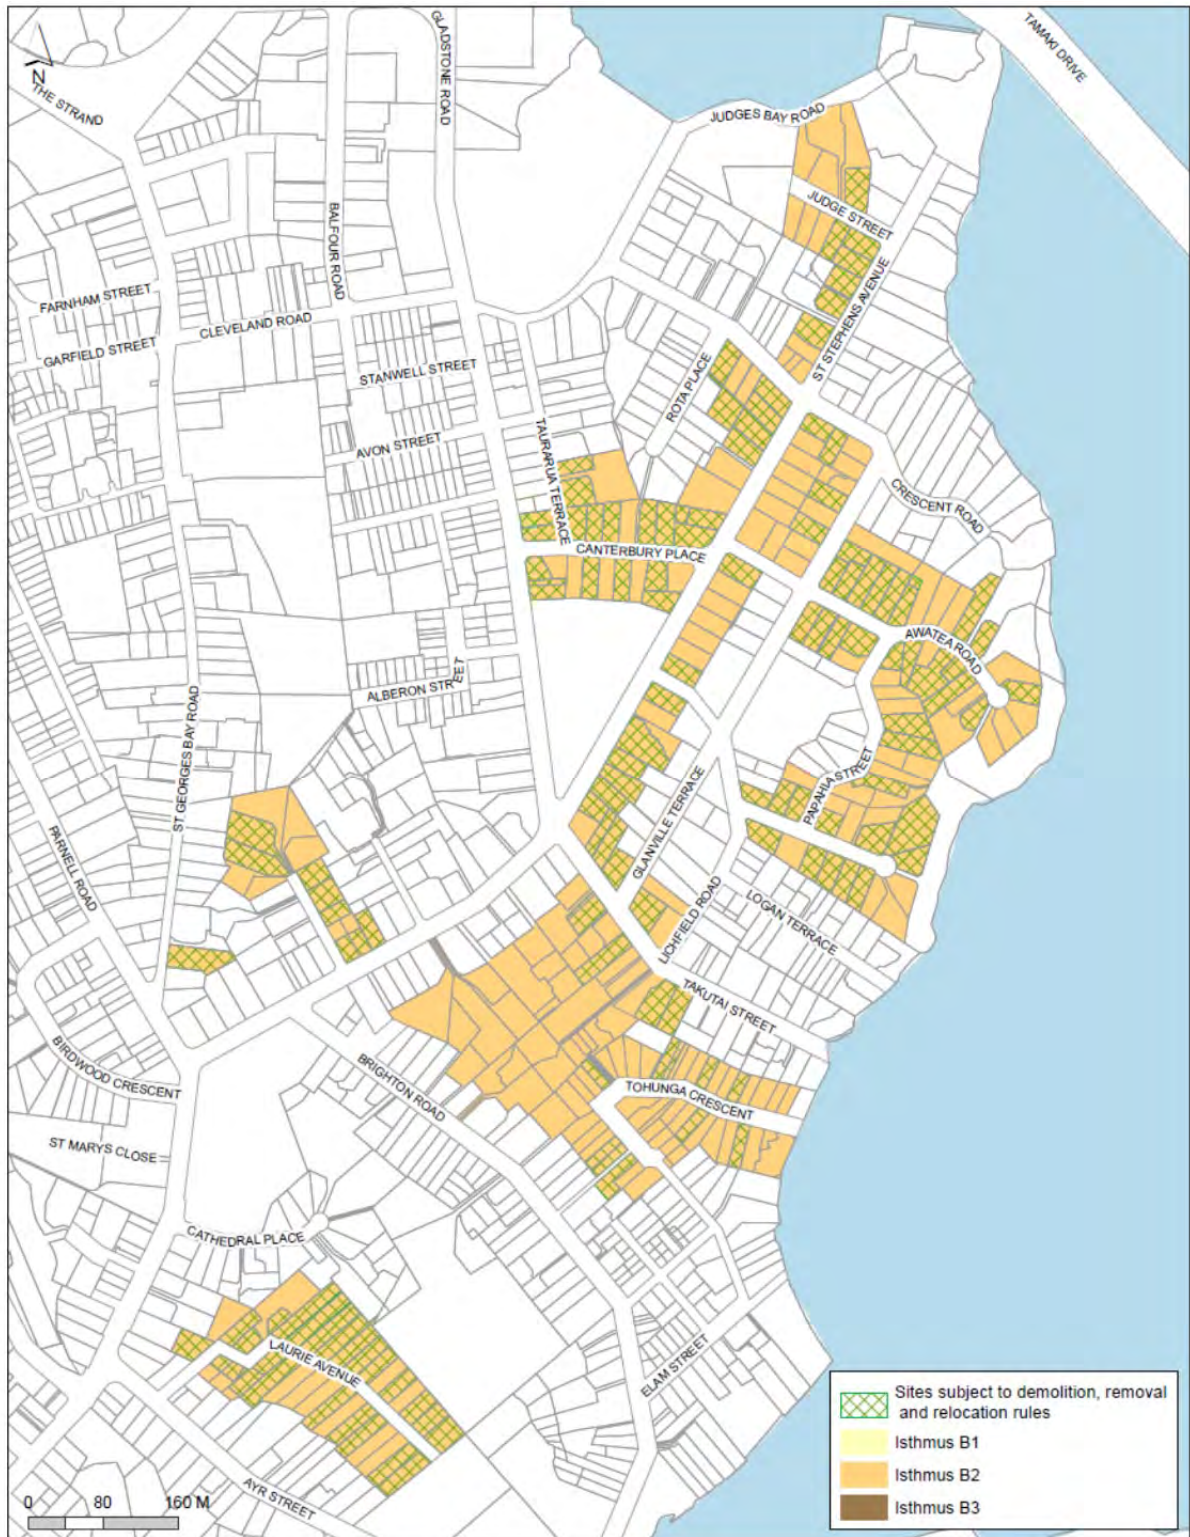 N
THE STRAND
GLADSTONE ROAD
TAMAKI DRIVE
JUDGES BAY ROAD
JUDGE STREET
BALFOUR ROAD
FARNHAM STREET
CLEVELAND ROAD
GARFIELD STREET
STANWELL STREET
ST STEPHENS AVENUE
ROTA PLACE
AVON STREET
TAURARUA TERRACE
CRESCENT ROAD
CANTERBURY PLACE
AWATEA ROAD
ALBERON STREET
ST GEORGES BAY ROAD
PAPAHIA STREET
GLANVILLE TERRACE
PARNELL ROAD
LICHFIELD ROAD
LOGAN TERRACE
TAKUTAI STREET
BIRDWOOD CRESCENT
BRIGHTON ROAD
TOHUNGA CRESCENT
ST MARYS CLOSE
CATHEDRAL PLACE
LAURIE AVENUE
ELAM STREET
AYR STREET
0 80 160 M
Sites subject to demolition, removal
and relocation rules
Isthmus B1
Isthmus B2
Isthmus B3